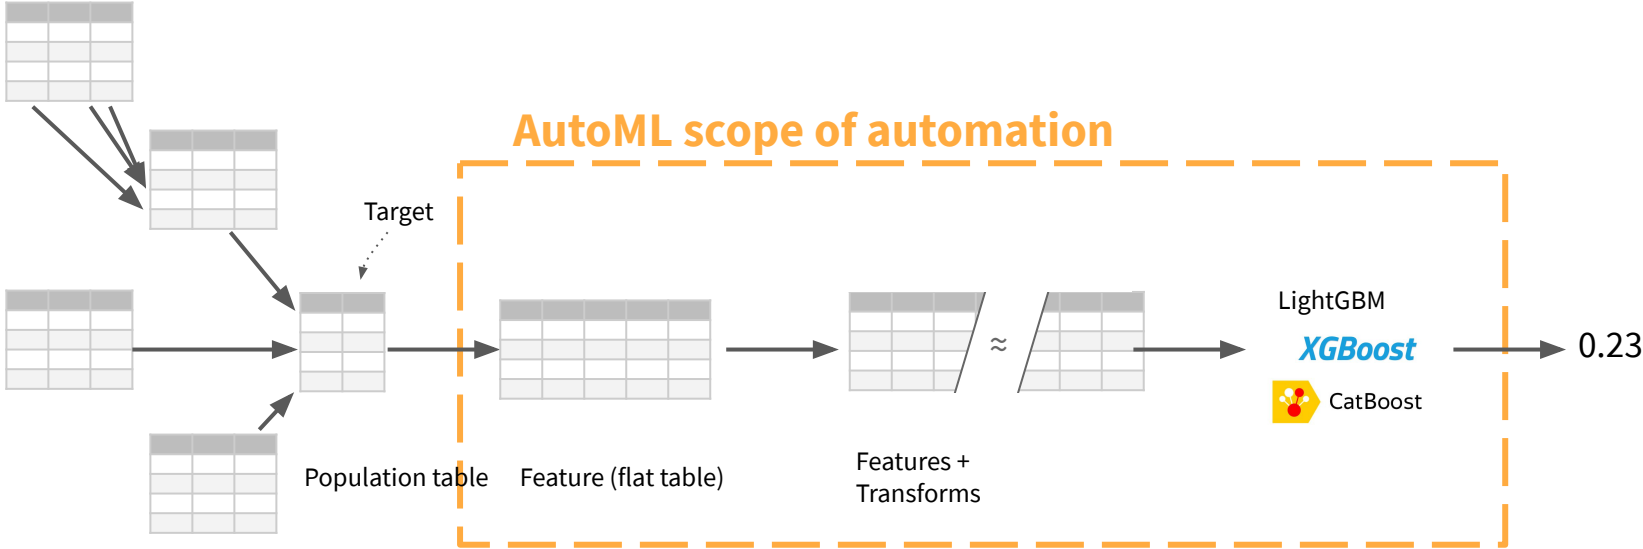 AutoML scope of automation
Target
LightGBM
XGBoost
0.23
CatBoost
Population table
Feature (flat table)
Features +
Transforms
≈